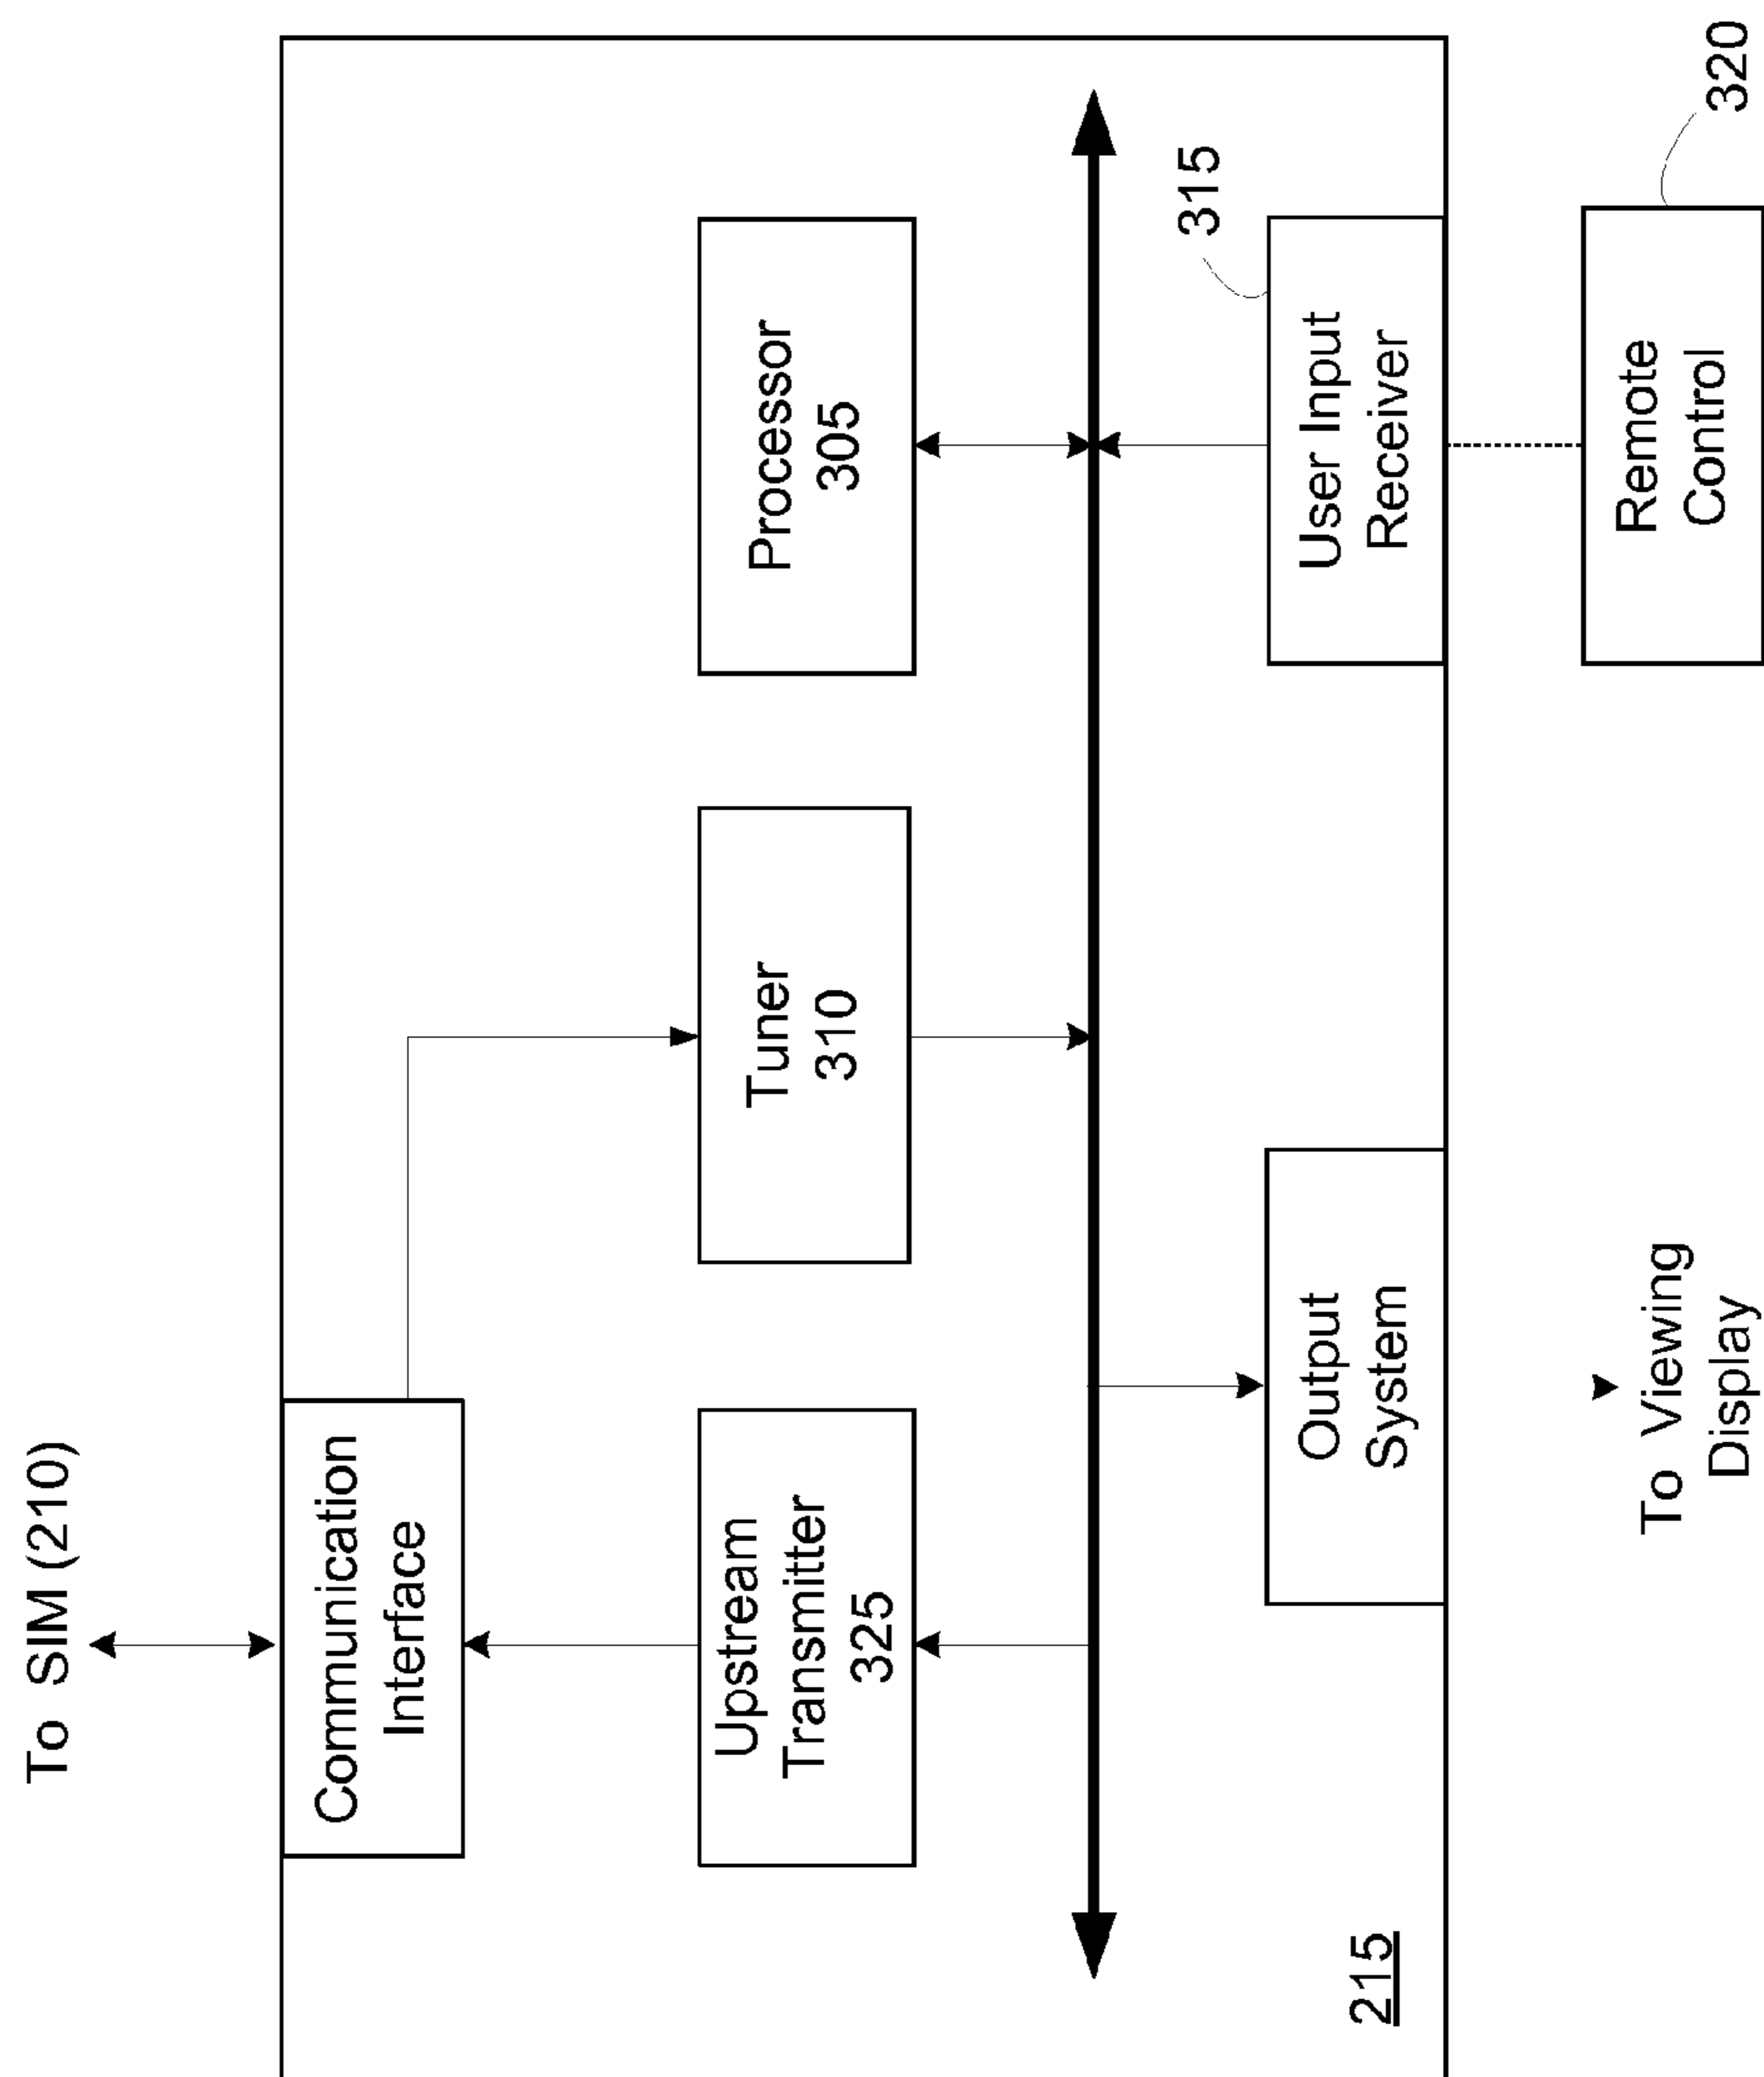 To SIM (210)
Communication
Interface
Upstream
Transmitter
325
Tuner
310
Processor
305
315
Output
System
User Input
Receiver
215
To Viewing
Display
Remote
Control
320